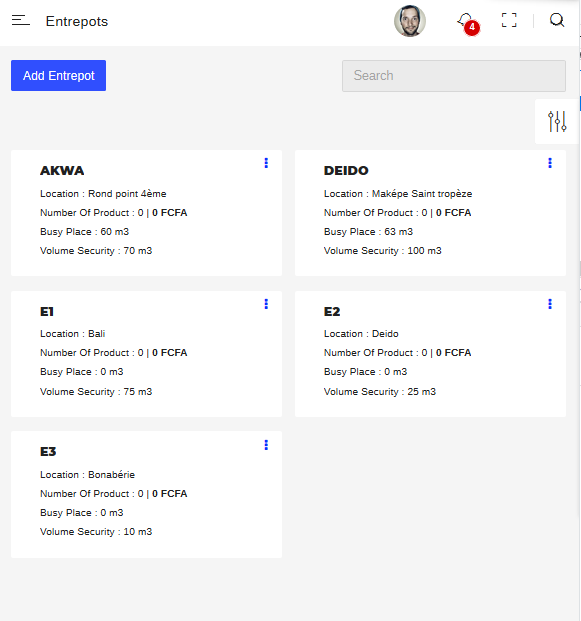 Entrepots
4
Add Entrepot
Search
AKWA
Location : Rond point 4ème
Number Of Product : 0 | 0 FCFA
Busy Place : 60 m3
Volume Security : 70 m3
DEIDO
Location : Maképe Saint tropèze
Number Of Product : 0 | 0 FCFA
Busy Place : 63 m3
Volume Security : 100 m3
E1
Location : Bali
Number Of Product : 0 | 0 FCFA
Busy Place : 0 m3
Volume Security : 75 m3
E2
Location : Deido
Number Of Product : 0 | 0 FCFA
Busy Place : 0 m3
Volume Security : 25 m3
E3
Location : Bonabérie
Number Of Product : 0 | 0 FCFA
Busy Place : 0 m3
Volume Security : 10 m3